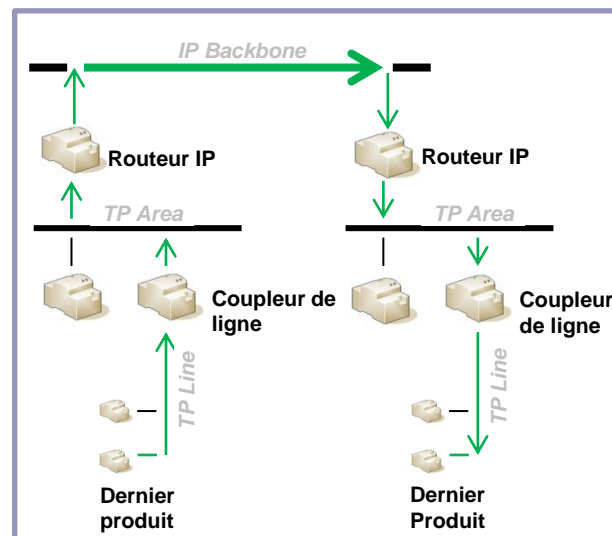 IP Backbone
Routeur IP
Routeur IP
TP Area
TP Area
Coupleur de
ligne
Coupleur
de ligne
TP Line
TP Line
Dernier
produit
Dernier
Produit